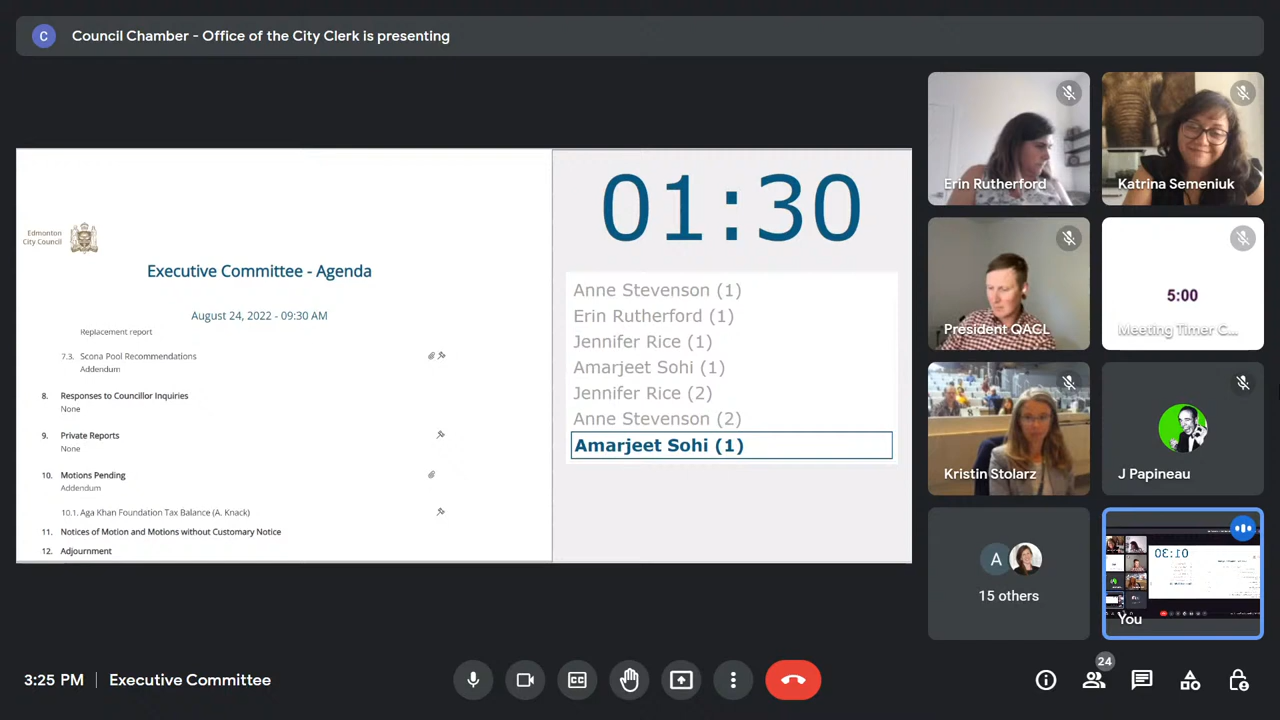 C
Council Chamber - Office of the City Clerk is presenting
Edmonton
City Council
Executive Committee - Agenda
August 24, 2022 - 09:30 AM
Replacement report
7.3. Scona Pool Recommendations
Addendum
8. Responses to Councillor Inquiries
None
9. Private Reports
None
10. Motions Pending
Addendum
10.1. Aga Khan Foundation Tax Balance (A. Knack)
11. Notices of Motion and Motions without Customary Notice
12. Adjournment
01:30
Anne Stevenson (1)
Erin Rutherford (1)
Jennifer Rice (1)
Amarjeet Sohi (1)
Jennifer Rice (2)
Anne Stevenson (2)
Amarjeet Sohi (1)
Erin Rutherford
Katrina Semeniuk
President QACL
5:00
Meeting Timer C...
Kristin Stolarz
J Papineau
A
15 others
01:30
You
3:25 PM | Executive Committee
CC
24